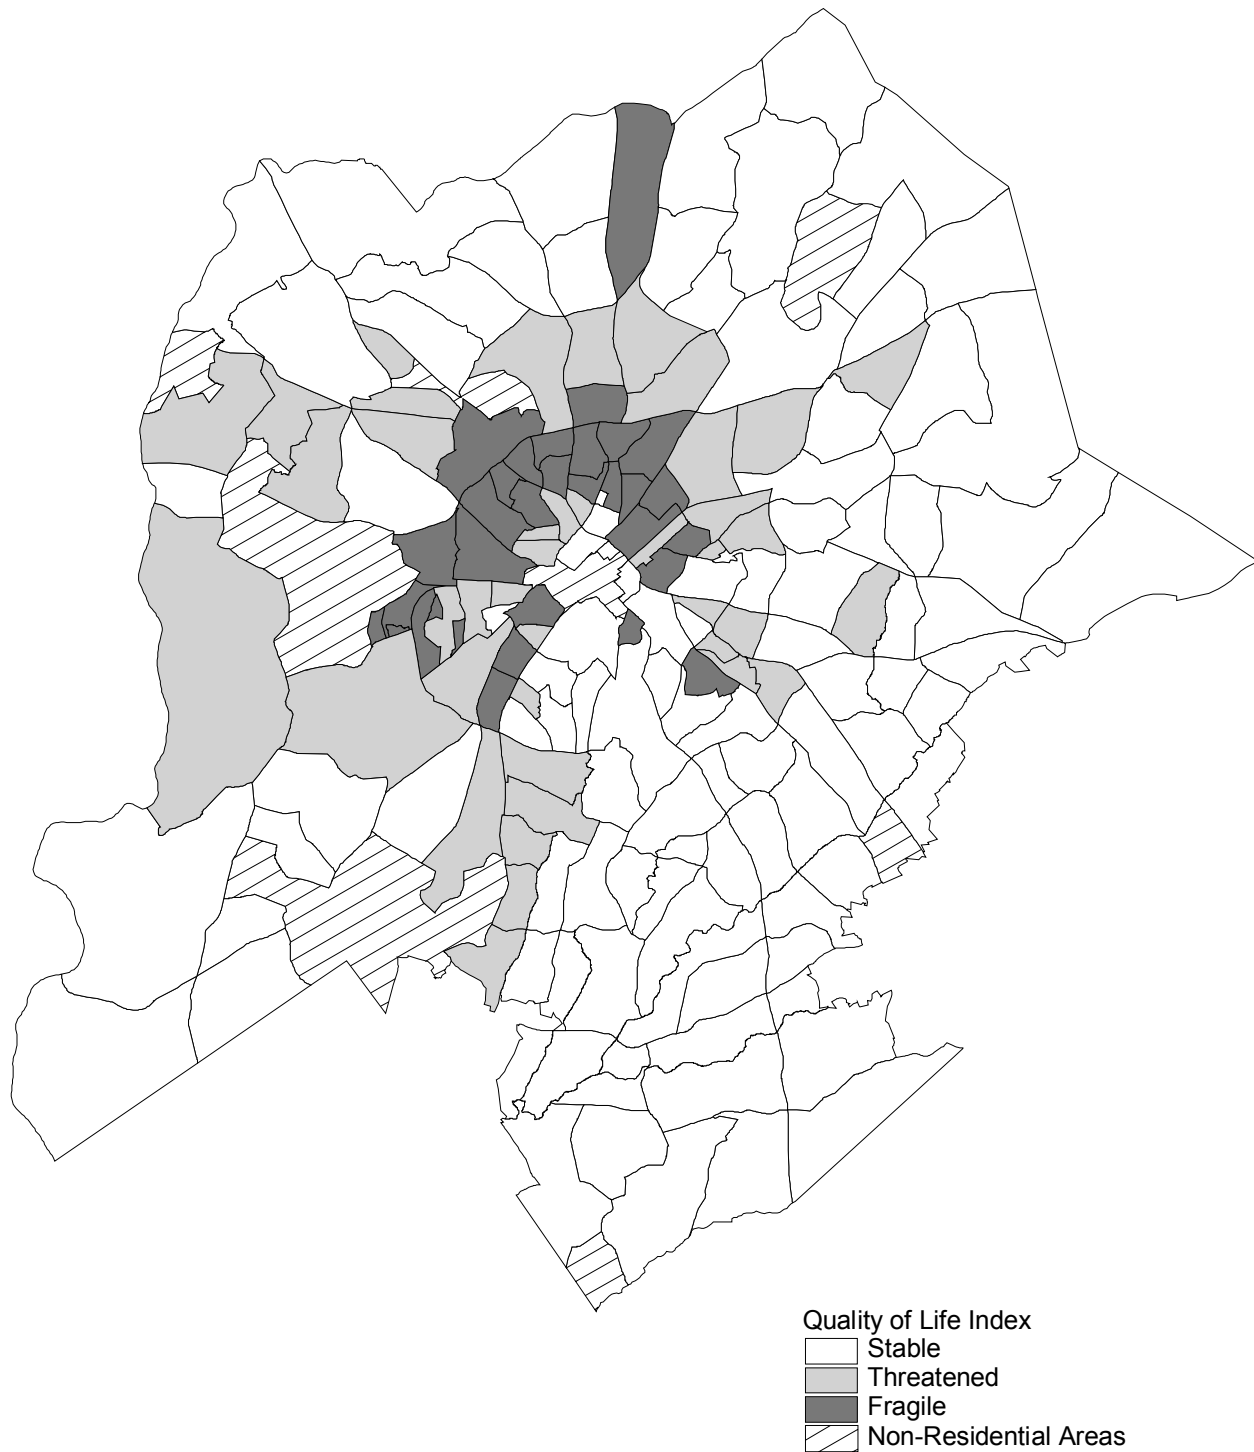 Quality of Life Index
Stable
Threatened
Fragile
Non-Residential Areas